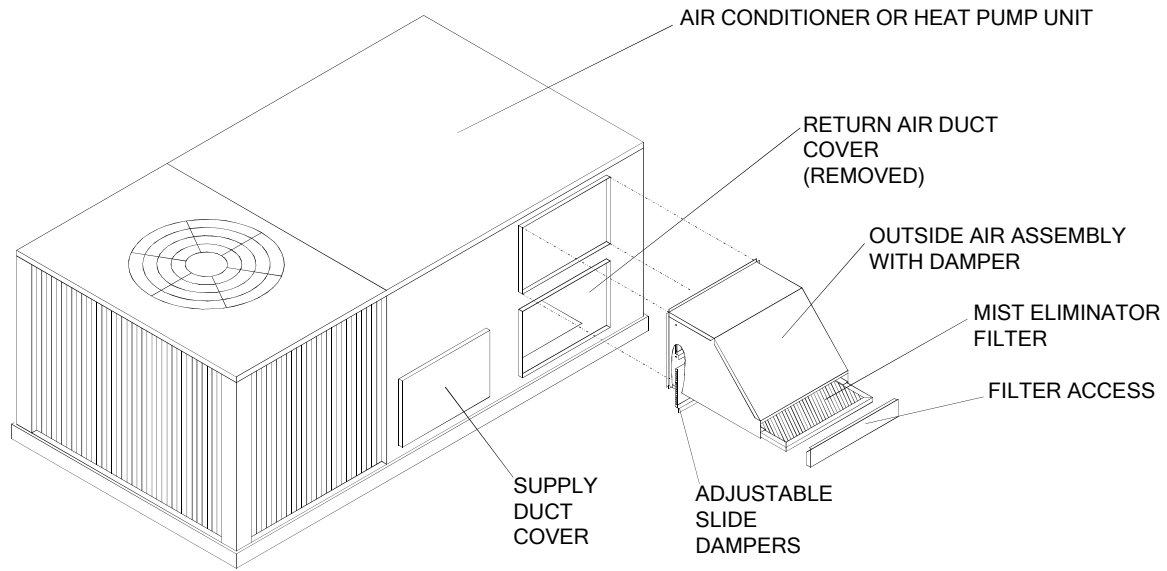 AIR CONDITIONER OR HEAT PUMP UNIT
RETURN AIR DUCT
COVER
(REMOVED)
OUTSIDE AIR ASSEMBLY
WITH DAMPER
MIST ELIMINATOR
FILTER
FILTER ACCESS
SUPPLY
DUCT
COVER
ADJUSTABLE
SLIDE
DAMPERS